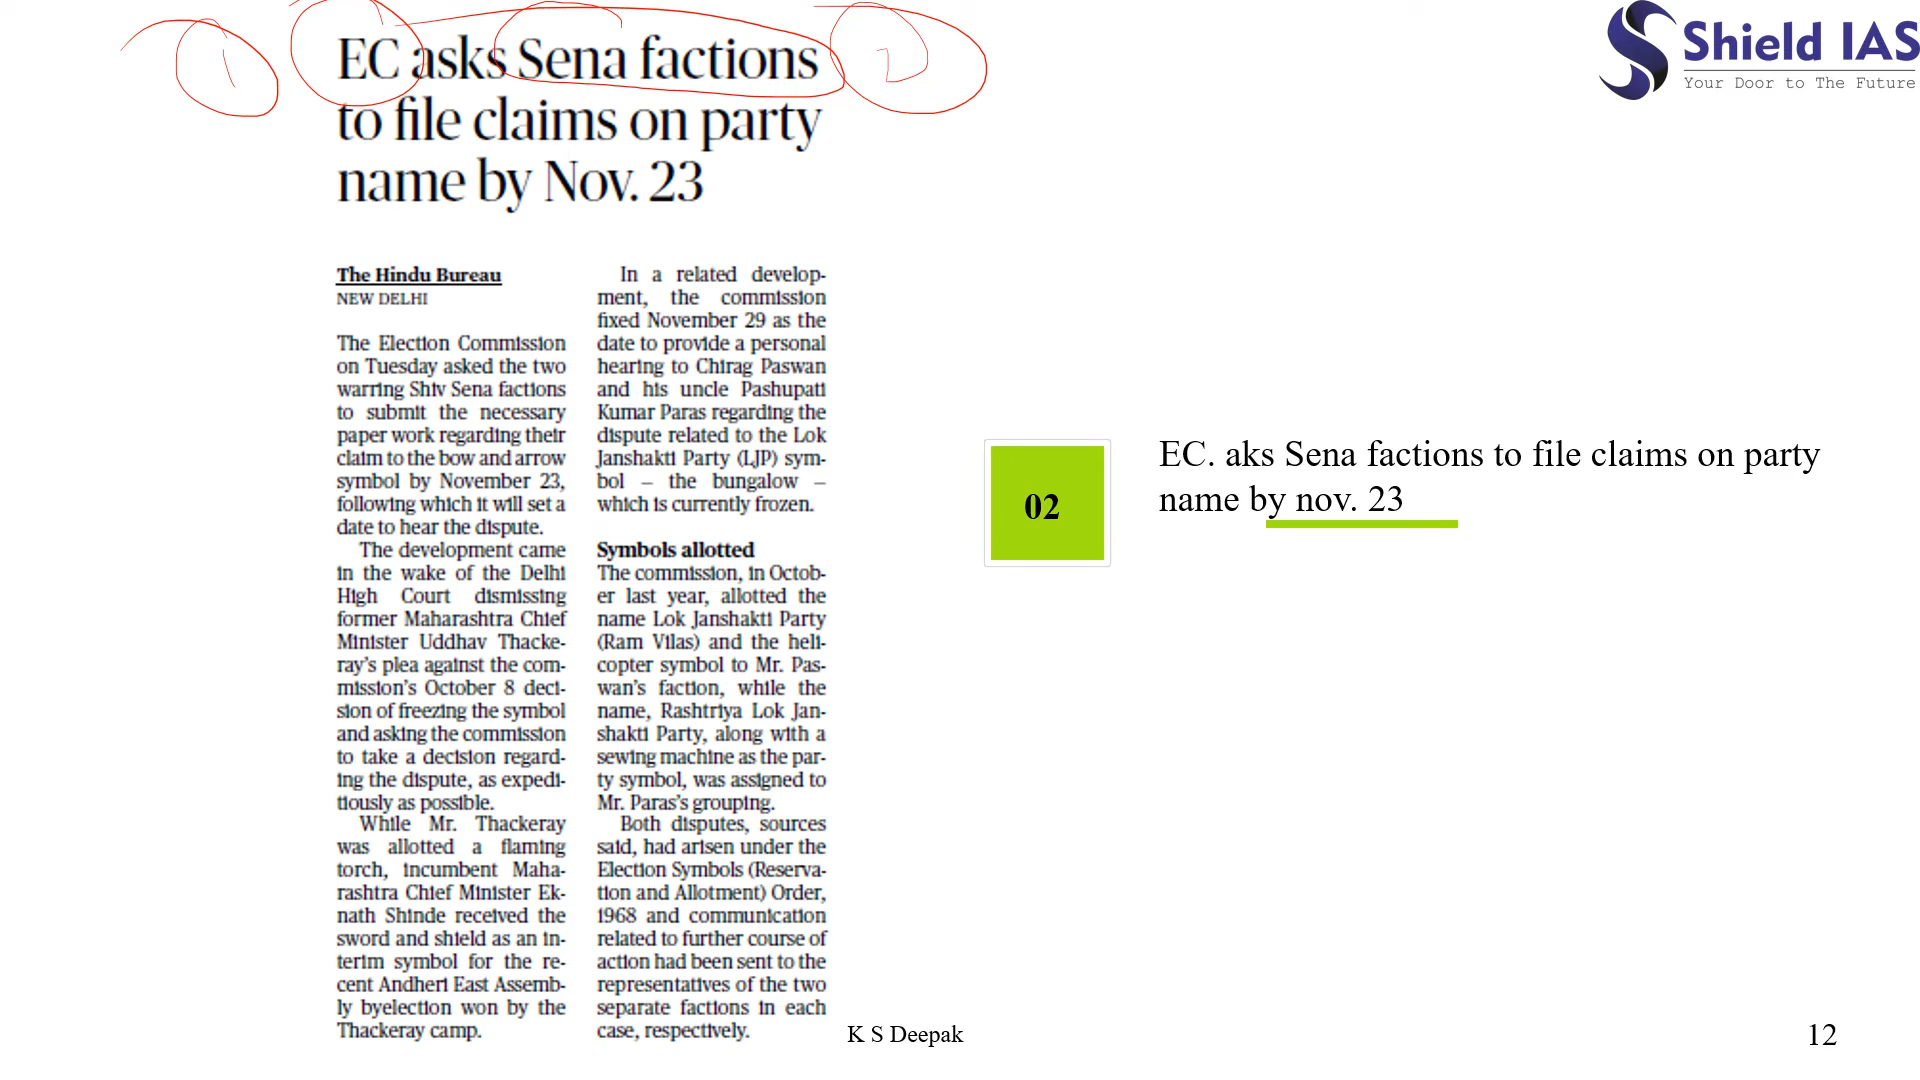 EC asks Sena factions
to file claims on party
name by Nov. 23
The Hindu Bureau
NEW DELHI
The Election Commission
on Tuesday asked the two
warring Shiv Sena factions
to submit the necessary
paper work regarding their
claim to the bow and arrow
symbol by November 23,
following which it will set a
date to hear the dispute.
The development came
in the wake of the Delhi
High Court dismissing
former Maharashtra Chief
Minister Uddhav Thacke-
ray's plea against the com-
mission's October 8 deci-
sion of freezing the symbol
and asking the commission
to take a decision regard-
ing the dispute, as expedi-
tiously as possible.
While Mr. Thackeray
was allotted a flaming
torch, incumbent Maha-
rashtra Chief Minister Ek-
nath Shinde received the
sword and shield as an in-
terim symbol for the re-
cent Andheri East Assemb-
ly byelection won by the
Thackeray camp.
In a related develop-
ment, the commission
fixed November 29 as the
date to provide a personal
hearing to Chirag Paswan
and his uncle Pashupati
Kumar Paras regarding the
dispute related to the Lok
Janshakti Party (LJP) sym-
bol – the bungalow –
which is currently frozen.
Symbols allotted
The commission, in Octob-
er last year, allotted the
name Lok Janshakti Party
(Ram Vilas) and the heli-
copter symbol to Mr. Pas-
wan's faction, while the
name, Rashtriya Lok Jan-
shakti Party, along with a
sewing machine as the par-
ty symbol, was assigned to
Mr. Paras's grouping.
Both disputes, sources
said, had arisen under the
Election Symbols (Reserva-
tion and Allotment) Order,
1968 and communication
related to further course of
action had been sent to the
representatives of the two
separate factions in each
case, respectively.
Shield IAS
Your Door to The Future
02
EC. aks Sena factions to file claims on party
name by nov. 23
K S Deepak
12